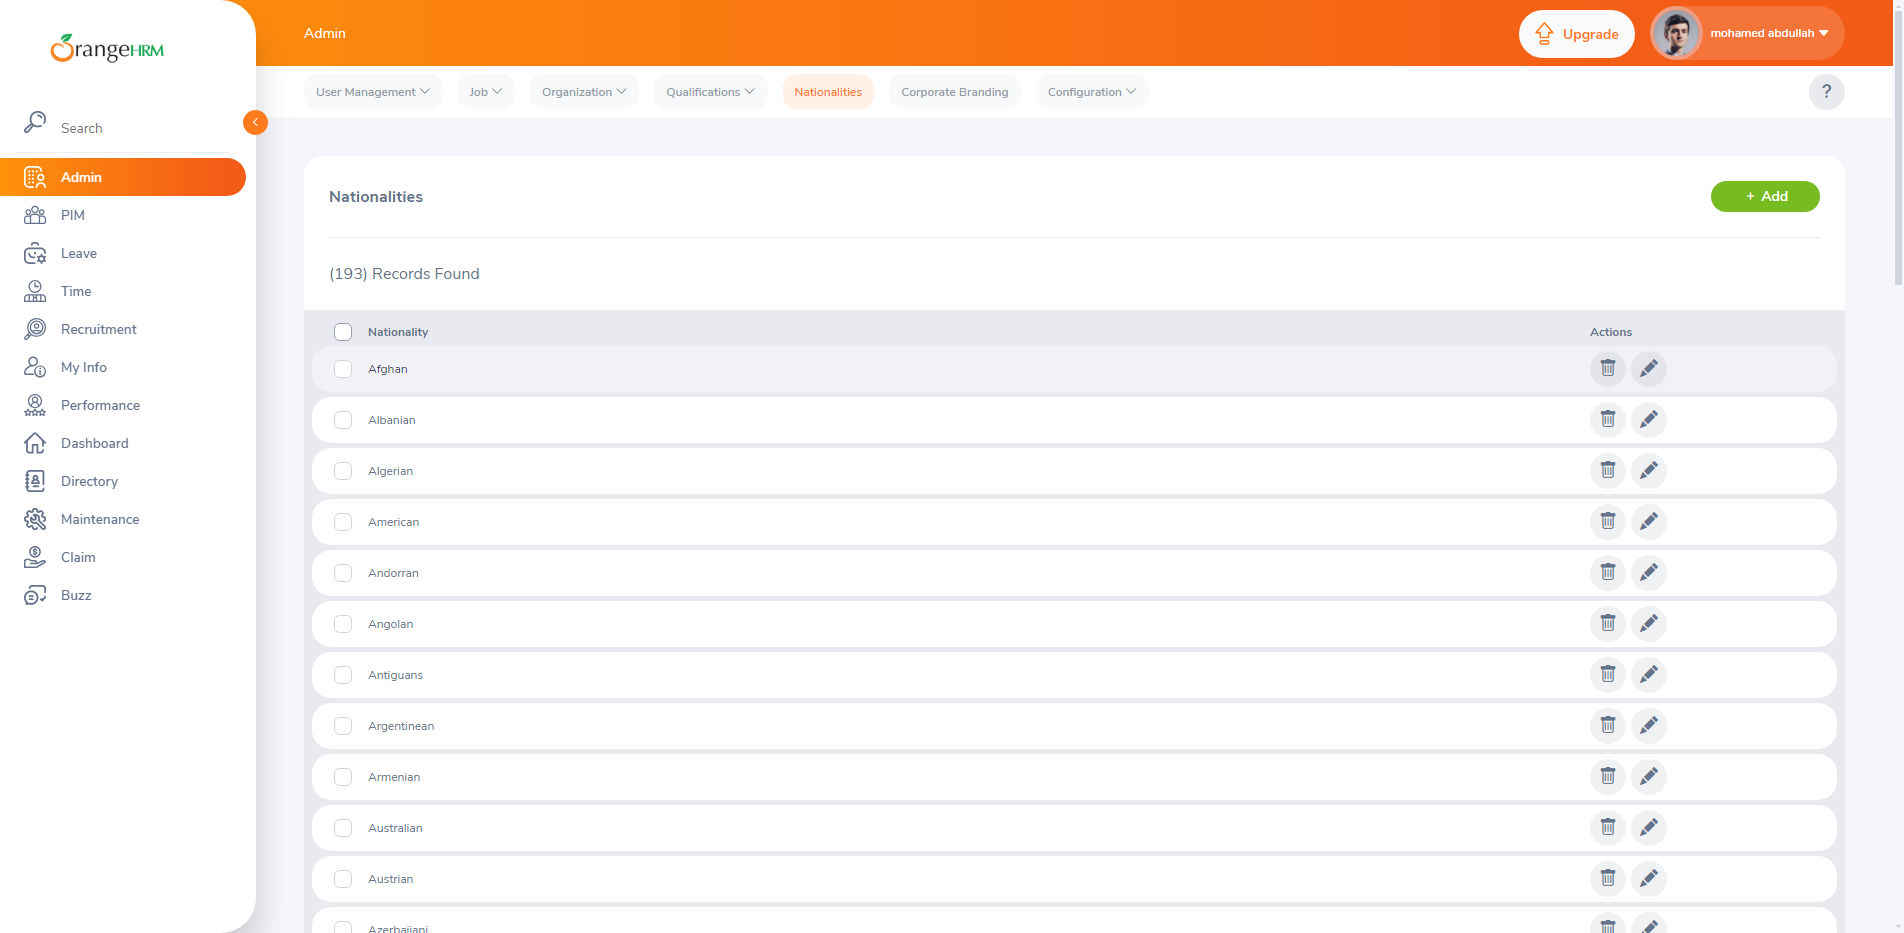 OrangeHRM
Admin
Upgrade
mohamed abdullah
User Management
Job
Organization
Qualifications
Nationalities
Corporate Branding
Configuration
?
Search
Admin
PIM
Leave
Time
Recruitment
My Info
Performance
Dashboard
Directory
Maintenance
Claim
Buzz
Nationalities
+ Add
(193) Records Found
Nationality Actions
Afghan
Albanian
Algerian
American
Andorran
Angolan
Antiguans
Argentinean
Armenian
Australian
Austrian
Azerbaijani